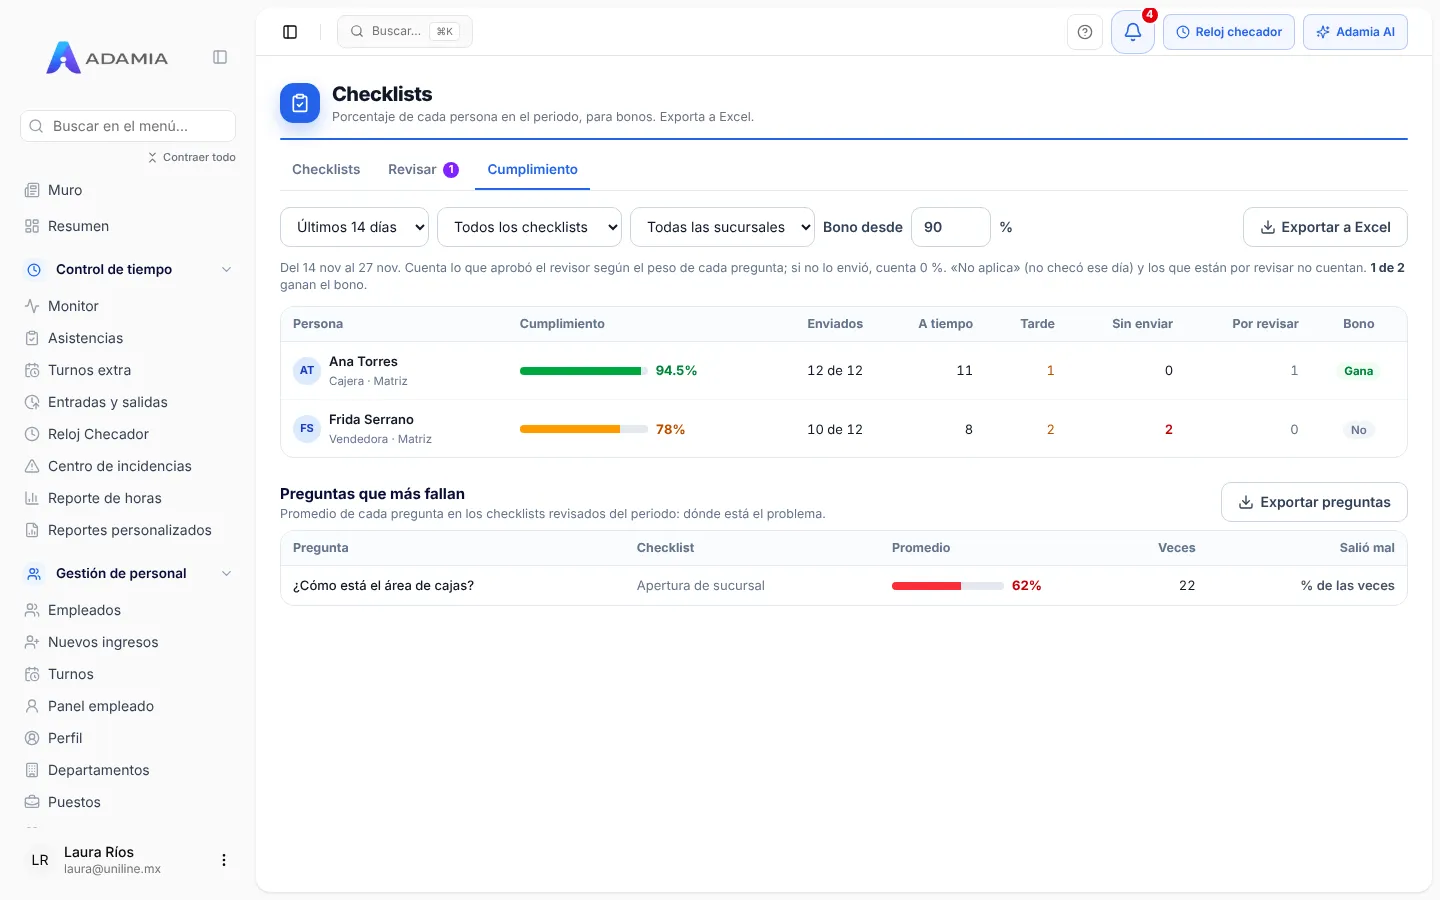 ADAMIA
Buscar en el menú...
Contraer todo
Muro
Resumen
Control de tiempo
Monitor
Asistencias
Turnos extra
Entradas y salidas
Reloj Checador
Centro de incidencias
Reporte de horas
Reportes personalizados
Gestión de personal
Empleados
Nuevos ingresos
Turnos
Panel empleado
Perfil
Departamentos
Puestos
LR
Laura Ríos
laura@uniline.mx
Buscar... ⌘K
4
Reloj checador
Adamia AI
Checklists
Porcentaje de cada persona en el periodo, para bonos. Exporta a Excel.
Checklists Revisar 1 Cumplimiento
Últimos 14 días Todos los checklists Todas las sucursales Bono desde 90 % Exportar a Excel
Del 14 nov al 27 nov. Cuenta lo que aprobó el revisor según el peso de cada pregunta; si no lo envió, cuenta 0 %. «No aplica» (no checó ese día) y los que están por revisar no cuentan. 1 de 2
ganan el bono.
Persona Cumplimiento Enviados A tiempo Tarde Sin enviar Por revisar Bono
AT Ana Torres
Cajera · Matriz
94.5% 12 de 12 11 1 0 1 Gana
FS Frida Serrano
Vendedora · Matriz
78% 10 de 12 8 2 2 0 No
Preguntas que más fallan
Promedio de cada pregunta en los checklists revisados del periodo: dónde está el problema.
Exportar preguntas
Pregunta Checklist Promedio Veces Salió mal
¿Cómo está el área de cajas? Apertura de sucursal 62% 22 % de las veces